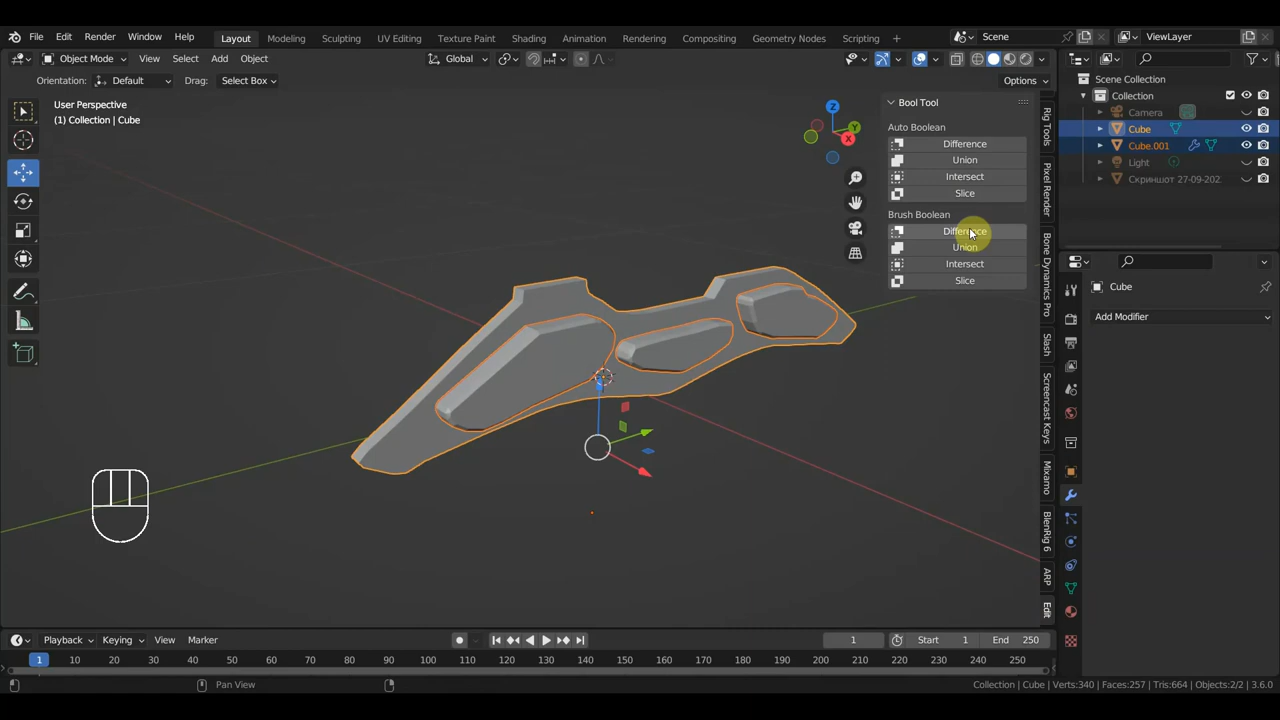 File Edit Render Window Help Layout Modeling Sculpting UV Editing Texture Paint Shading Animation Rendering Compositing Geometry Nodes Scripting + Scene ViewLayer
Object Mode View Select Add Object Global Options
Orientation: Default Drag: Select Box
User Perspective
(1) Collection | Cube
Z
Y
X
Bool Tool
Auto Boolean
Difference
Union
Intersect
Slice
Brush Boolean
Difference
Union
Intersect
Slice
Rig Tools
Pixel Render
Bone Dynamics Pro
Slash
Screencast Keys
Mixamo
BlenRig 6
ARP
Edit
Scene Collection
Collection
Camera
Cube
Cube.001
Light
Скриншот 27-09-202
Cube
Add Modifier
Playback Keying View Marker 1 Start 1 End 250
1 10 20 30 40 50 60 70 80 90 100 110 120 130 140 150 160 170 180 190 200 210 220 230 240 250
Pan View
Collection | Cube | Verts:340 | Faces:257 | Tris:664 | Objects:2/2 | 3.6.0